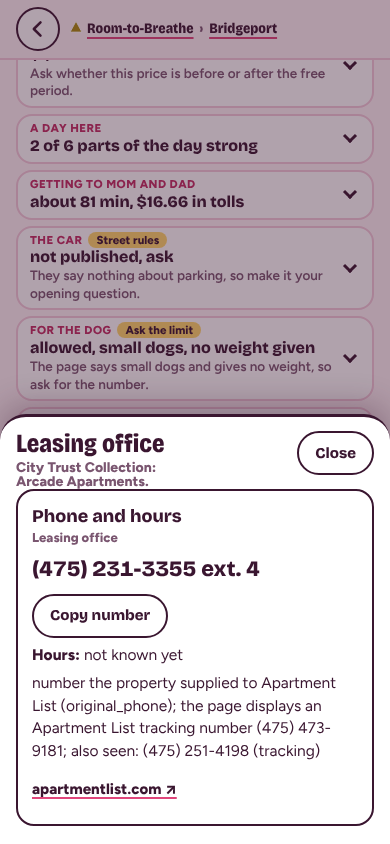 Room-to-Breathe › Bridgeport
Ask whether this price is before or after the free
period.
A DAY HERE
2 of 6 parts of the day strong
GETTING TO MOM AND DAD
about 81 min, $16.66 in tolls
THE CAR Street rules
not published, ask
They say nothing about parking, so make it your
opening question.
FOR THE DOG Ask the limit
allowed, small dogs, no weight given
The page says small dogs and gives no weight, so
ask for the number.
Leasing office
City Trust Collection:
Arcade Apartments.
Close
Phone and hours
Leasing office
(475) 231-3355 ext. 4
Copy number
Hours: not known yet
number the property supplied to Apartment
List (original_phone); the page displays an
Apartment List tracking number (475) 473-
9181; also seen: (475) 251-4198 (tracking)
apartmentlist.com ↗